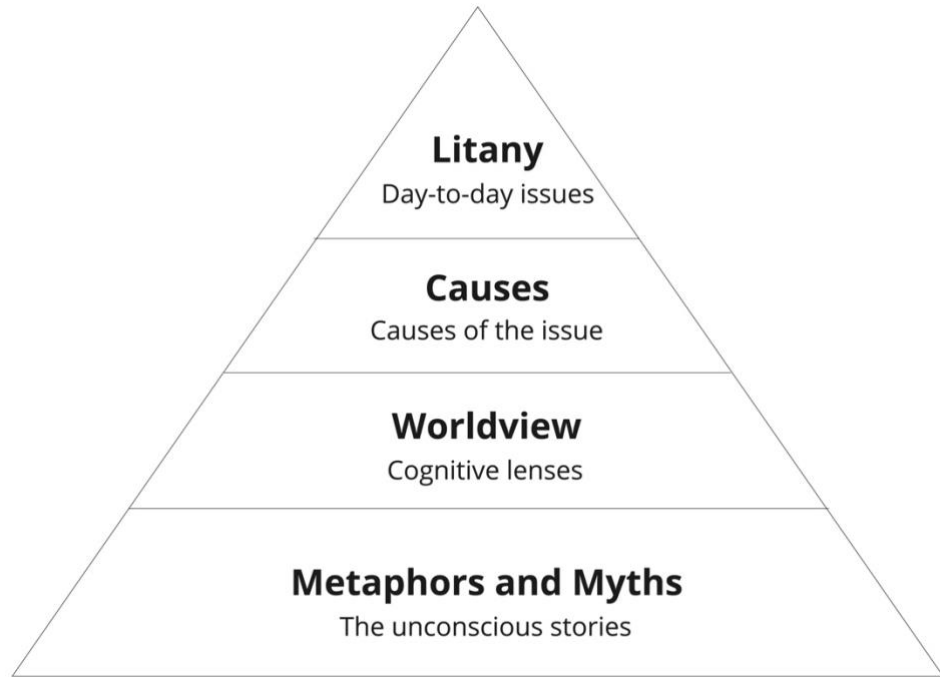 Litany
Day-to-day issues
Causes
Causes of the issue
Worldview
Cognitive lenses
Metaphors and Myths
The unconscious stories